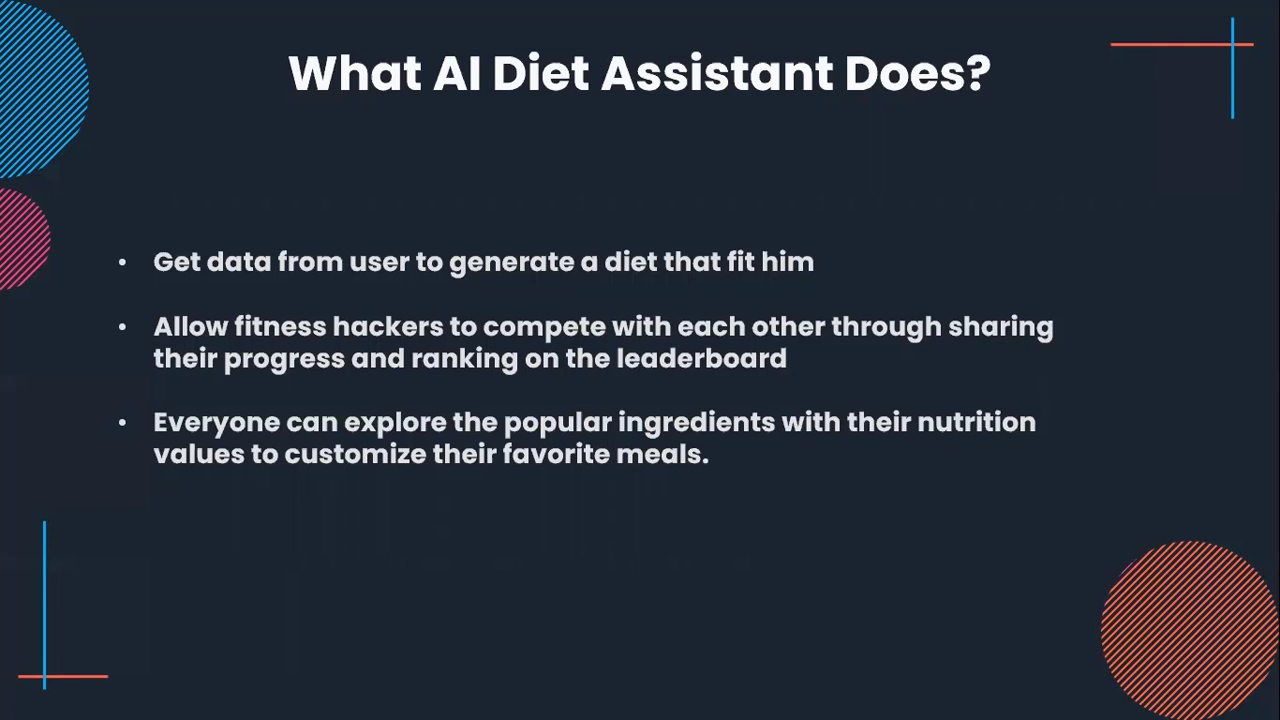 What AI Diet Assistant Does?
• Get data from user to generate a diet that fit him
• Allow fitness hackers to compete with each other through sharing
their progress and ranking on the leaderboard
• Everyone can explore the popular ingredients with their nutrition
values to customize their favorite meals.